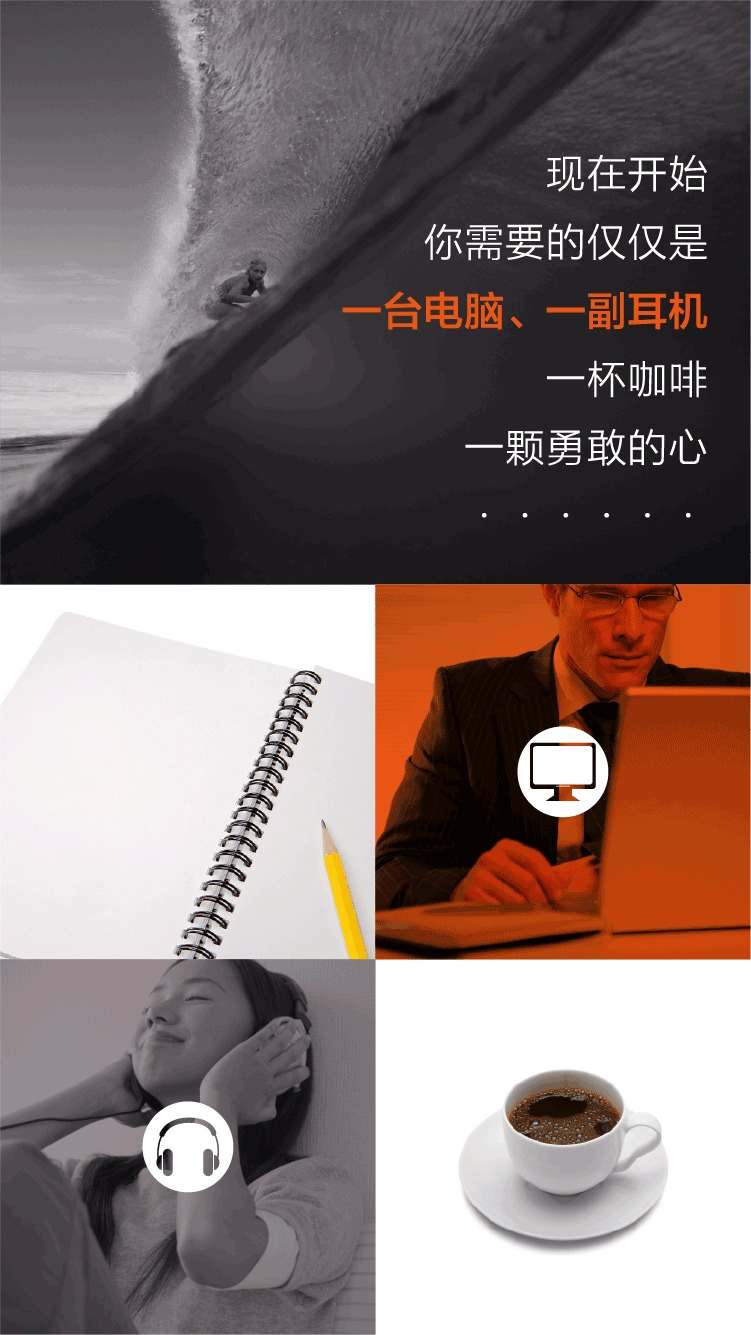 现在开始
你需要的仅仅是
一台电脑、一副耳机
一杯咖啡
一颗勇敢的心
. . . . . .